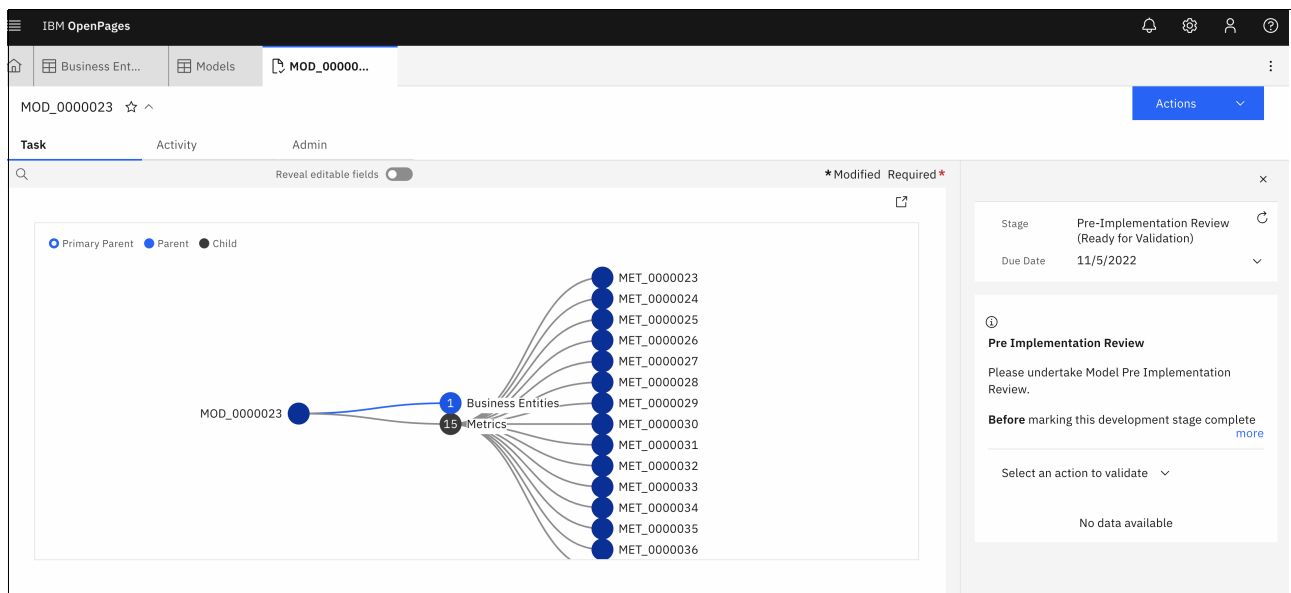 IBM OpenPages
Business Ent...
Models
MOD_00000...
MOD_0000023
Actions
Task
Activity
Admin
Reveal editable fields
*Modified Required*
Primary Parent
Parent
Child
MOD_0000023
1 Business Entities
15 Metrics
MET_0000023
MET_0000024
MET_0000025
MET_0000026
MET_0000027
MET_0000028
MET_0000029
MET_0000030
MET_0000031
MET_0000032
MET_0000033
MET_0000034
MET_0000035
MET_0000036
Stage
Pre-Implementation Review
(Ready for Validation)
Due Date
11/5/2022
Pre Implementation Review
Please undertake Model Pre Implementation
Review.
Before marking this development stage complete
more
Select an action to validate
No data available